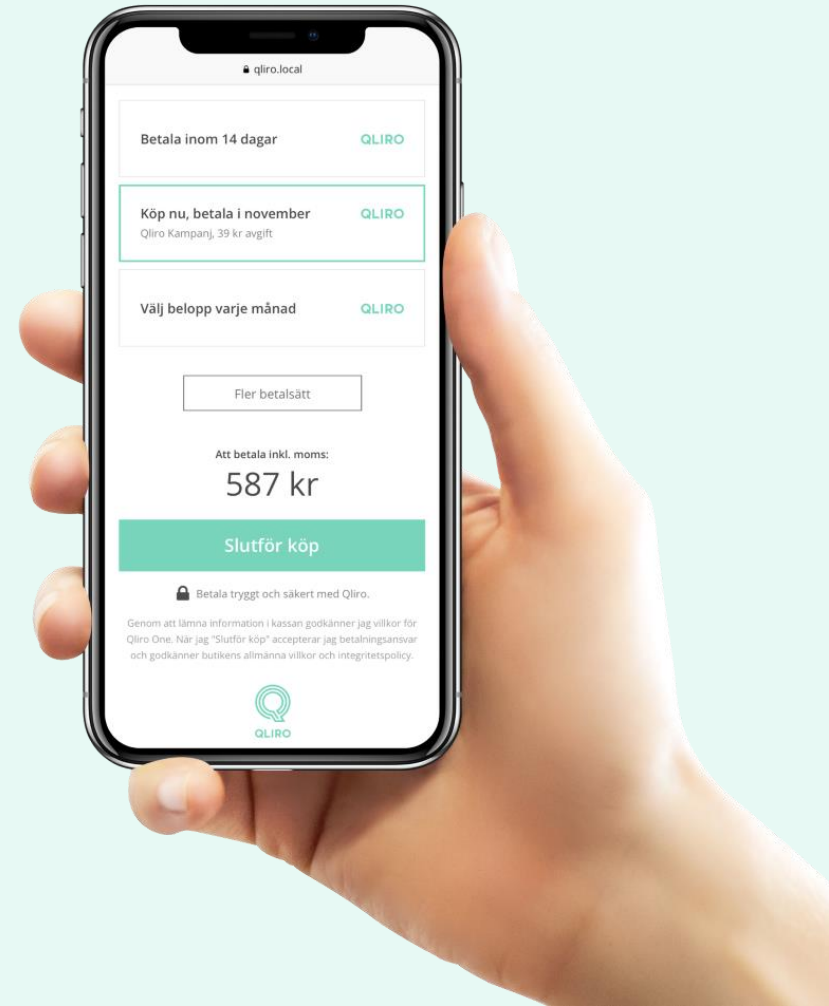 qliro.local
Betala inom 14 dagar QLIRO
Köp nu, betala i november QLIRO
Qliro Kampanj, 39 kr avgift
Välj belopp varje månad QLIRO
Fler betalsätt
Att betala inkl. moms:
587 kr
Slutför köp
Betala tryggt och säkert med Qliro.
Genom att lämna information i kassan godkänner jag villkor för
Qliro One. När jag "Slutför köp" accepterar jag betalningsansvar
och godkänner butikens allmänna villkor och integritetspolicy.
QLIRO